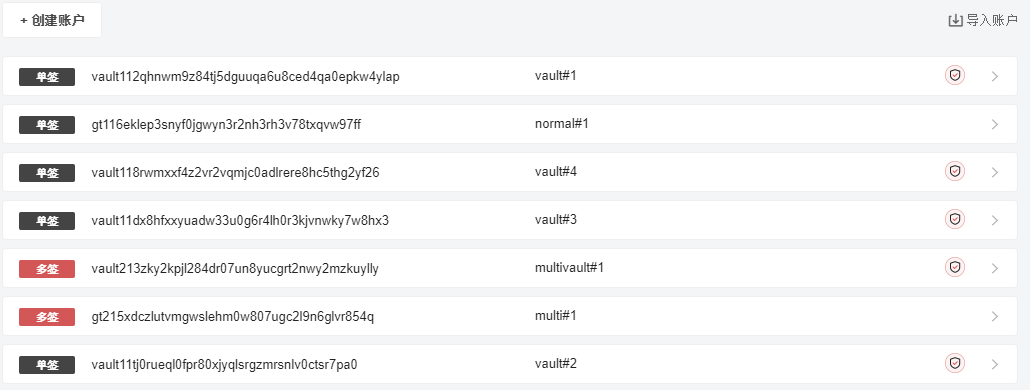 + 创建账户 导入账户
单签 vault112qhnwm9z84tj5dguuqa6u8ced4qa0epkw4ylap vault#1
单签 gt116eklep3snyf0jgwyn3r2nh3rh3v78txqvw97ff normal#1
单签 vault118rwmxxf4z2vr2vqmjc0adlrere8hc5thg2yf26 vault#4
单签 vault11dx8hfxxyuadw33u0g6r4lh0r3kjvnwky7w8hx3 vault#3
多签 vault213zky2kpjl284dr07un8yucgrt2nwy2mzkuylly multivault#1
多签 gt215xdczlutvmgwslehm0w807ugc2l9n6glvr854q multi#1
单签 vault11tj0rueql0fpr80xjyqlsrgzmrsnlv0ctsr7pa0 vault#2